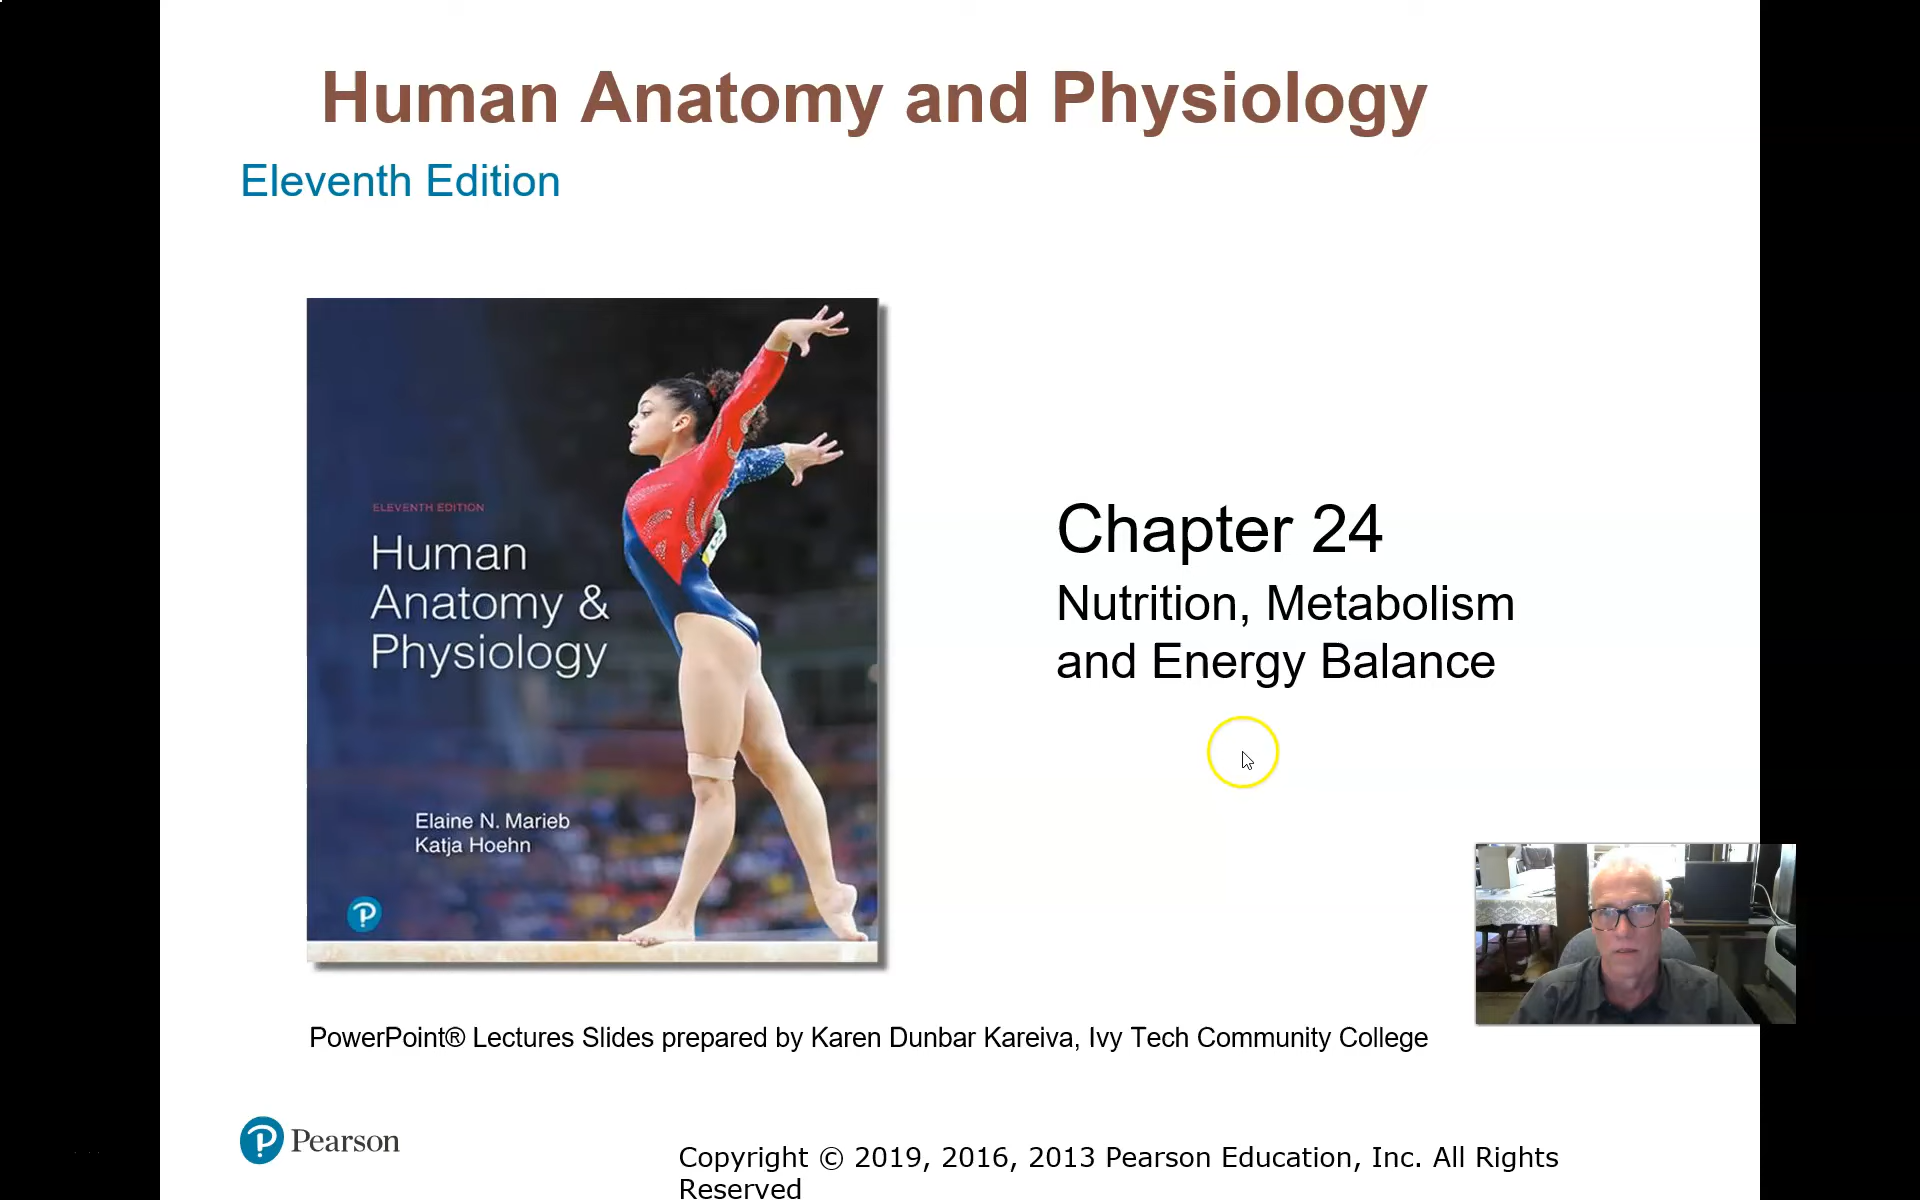 Human Anatomy and Physiology
Eleventh Edition
ELEVENTH EDITION
Human
Anatomy &
Physiology
Elaine N. Marieb
Katja Hoehn
Chapter 24
Nutrition, Metabolism
and Energy Balance
PowerPoint® Lectures Slides prepared by Karen Dunbar Kareiva, Ivy Tech Community College
Pearson
Copyright © 2019, 2016, 2013 Pearson Education, Inc. All Rights
Reserved